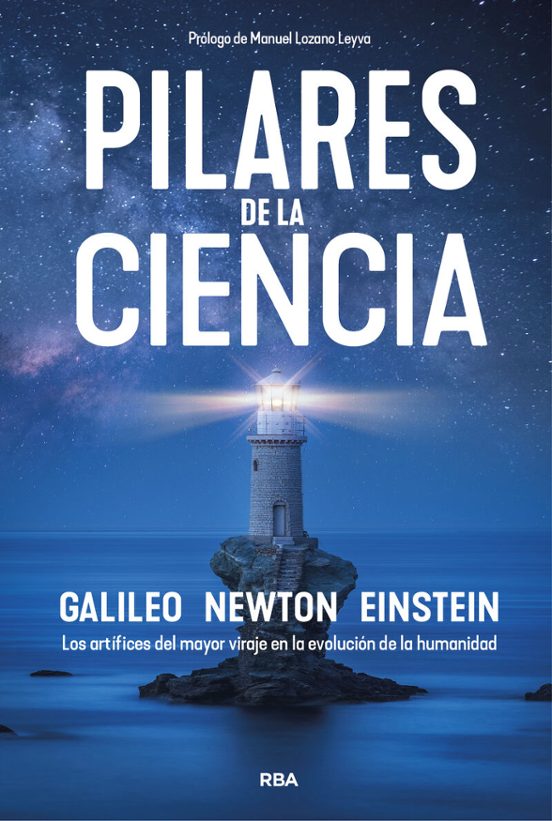 Prólogo de Manuel Lozano Leyva
PILARES
DE LA
CIENCIA
GALILEO NEWTON EINSTEIN
Los artífices del mayor viraje en la evolución de la humanidad
RBA